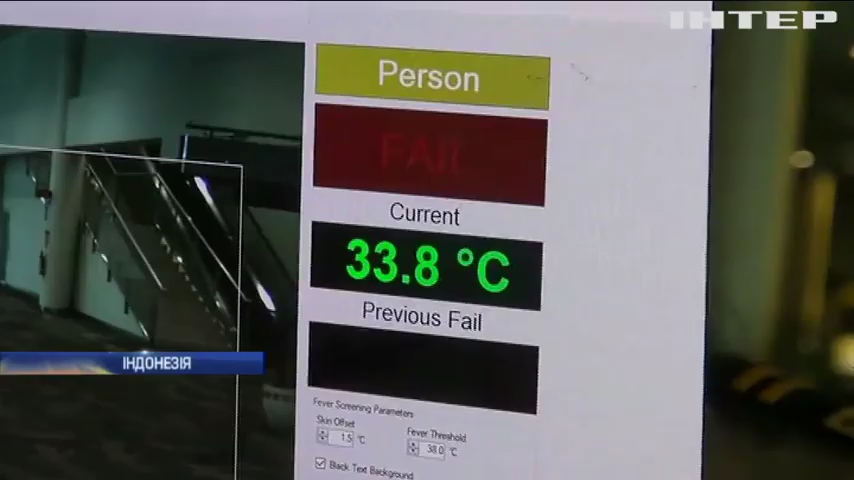 ІНТЕР
Person
FAIL
Current
33.8 °C
Previous Fail
Fever Screening Parameters
Skin Offset
1.5 °C
Fever Threshold
38.0 °C
Black Text Background
ІНДОНЕЗІЯ